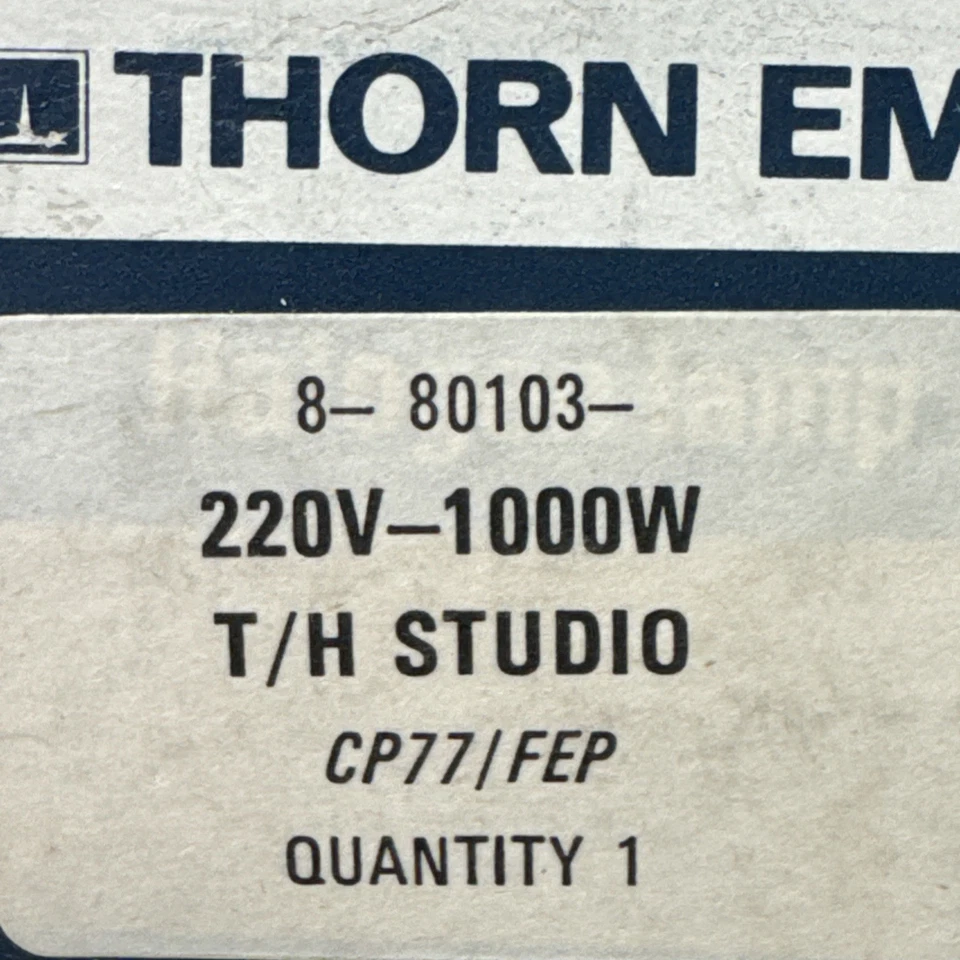 THORN EM
8– 80103–
220V–1000W
T/H STUDIO
CP77/FEP
QUANTITY 1